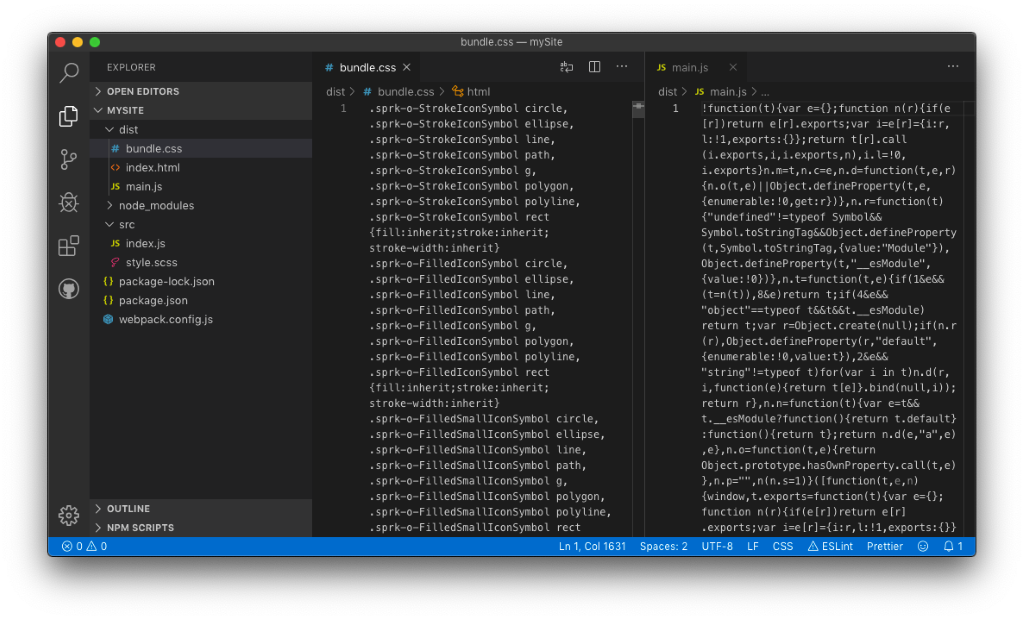 bundle.css — mySite
EXPLORER
OPEN EDITORS
MYSITE
dist
# bundle.css
<> index.html
JS main.js
node_modules
src
JS index.js
style.scss
{} package-lock.json
{} package.json
webpack.config.js
OUTLINE
NPM SCRIPTS
# bundle.css
dist > # bundle.css > html
1
.sprk-o-StrokeIconSymbol circle,
.sprk-o-StrokeIconSymbol ellipse,
.sprk-o-StrokeIconSymbol line,
.sprk-o-StrokeIconSymbol path,
.sprk-o-StrokeIconSymbol g,
.sprk-o-StrokeIconSymbol polygon,
.sprk-o-StrokeIconSymbol polyline,
.sprk-o-StrokeIconSymbol rect
{fill:inherit;stroke:inherit;
stroke-width:inherit}
.sprk-o-FilledIconSymbol circle,
.sprk-o-FilledIconSymbol ellipse,
.sprk-o-FilledIconSymbol line,
.sprk-o-FilledIconSymbol path,
.sprk-o-FilledIconSymbol g,
.sprk-o-FilledIconSymbol polygon,
.sprk-o-FilledIconSymbol polyline,
.sprk-o-FilledIconSymbol rect
{fill:inherit;stroke:inherit;
stroke-width:inherit}
.sprk-o-FilledSmallIconSymbol circle,
.sprk-o-FilledSmallIconSymbol ellipse,
.sprk-o-FilledSmallIconSymbol line,
.sprk-o-FilledSmallIconSymbol path,
.sprk-o-FilledSmallIconSymbol g,
.sprk-o-FilledSmallIconSymbol polygon,
.sprk-o-FilledSmallIconSymbol polyline,
.sprk-o-FilledSmallIconSymbol rect
JS main.js
dist > JS main.js > ...
1
!function(t){var e={};function n(r){if(e
[r])return e[r].exports;var i=e[r]={i:r,
l:!1,exports:{}};return t[r].call
(i.exports,i,i.exports,n),i.l=!0,
i.exports}n.m=t,n.c=e,n.d=function(t,e,r)
{n.o(t,e)||Object.defineProperty(t,e,
{enumerable:!0,get:r})},n.r=function(t)
{"undefined"!=typeof Symbol&&
Symbol.toStringTag&&Object.defineProperty
(t,Symbol.toStringTag,{value:"Module"}),
Object.defineProperty(t,"__esModule",
{value:!0})},n.t=function(t,e){if(1&e&&
(t=n(t)),8&e)return t;if(4&e&&
"object"==typeof t&&t&&t.__esModule)
return t;var r=Object.create(null);if(n.r
(r),Object.defineProperty(r,"default",
{enumerable:!0,value:t}),2&e&&
"string"!=typeof t)for(var i in t)n.d(r,
i,function(e){return t[e]}.bind(null,i));
return r},n.n=function(t){var e=t&&
t.__esModule?function(){return t.default}
:function(){return t};return n.d(e,"a",e)
,e},n.o=function(t,e){return
Object.prototype.hasOwnProperty.call(t,e)
},n.p="",n(n.s=1)}([function(t,e,n)
{window,t.exports=function(t){var e={};
function n(r){if(e[r])return e[r]
.exports;var i=e[r]={i:r,l:!1,exports:{}}
0 0 Ln 1, Col 1631 Spaces: 2 UTF-8 LF CSS ESLint Prettier 1